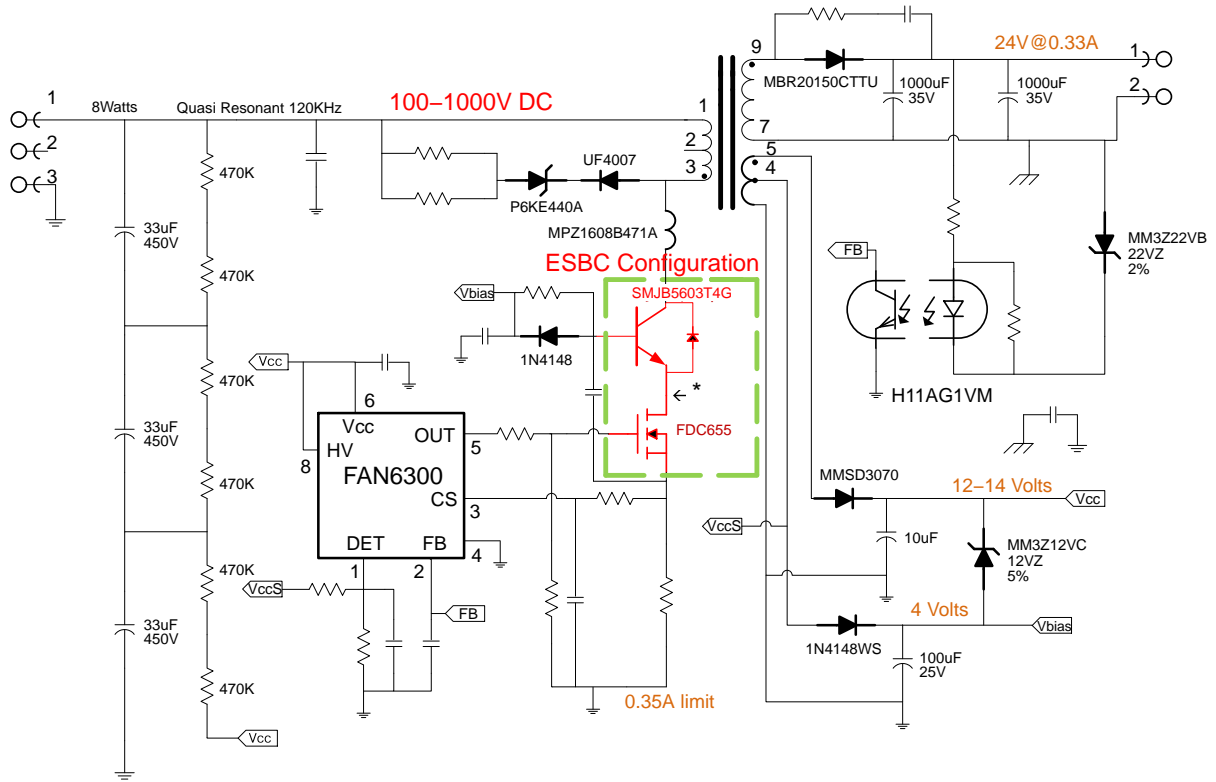 9
24V@0.33A
1
2
MBR20150CTTU
1000uF
35V
1000uF
35V
7
1
8Watts
Quasi Resonant 120KHz
100–1000V DC
1
2
3
2
3
470K
UF4007
P6KE440A
5
4
MPZ1608B471A
33uF
450V
470K
ESBC Configuration
FB
MM3Z22VB
22VZ
2%
Vbias
SMJB5603T4G
1N4148
*
H11AG1VM
Vcc
470K
6
Vcc
OUT
5
HV
8
FAN6300
FDC655
33uF
450V
470K
CS
3
MMSD3070
12–14 Volts
Vcc
DET
FB
4
1
2
VccS
10uF
MM3Z12VC
12VZ
5%
470K
VccS
FB
4 Volts
Vbias
33uF
450V
1N4148WS
100uF
25V
470K
0.35A limit
Vcc